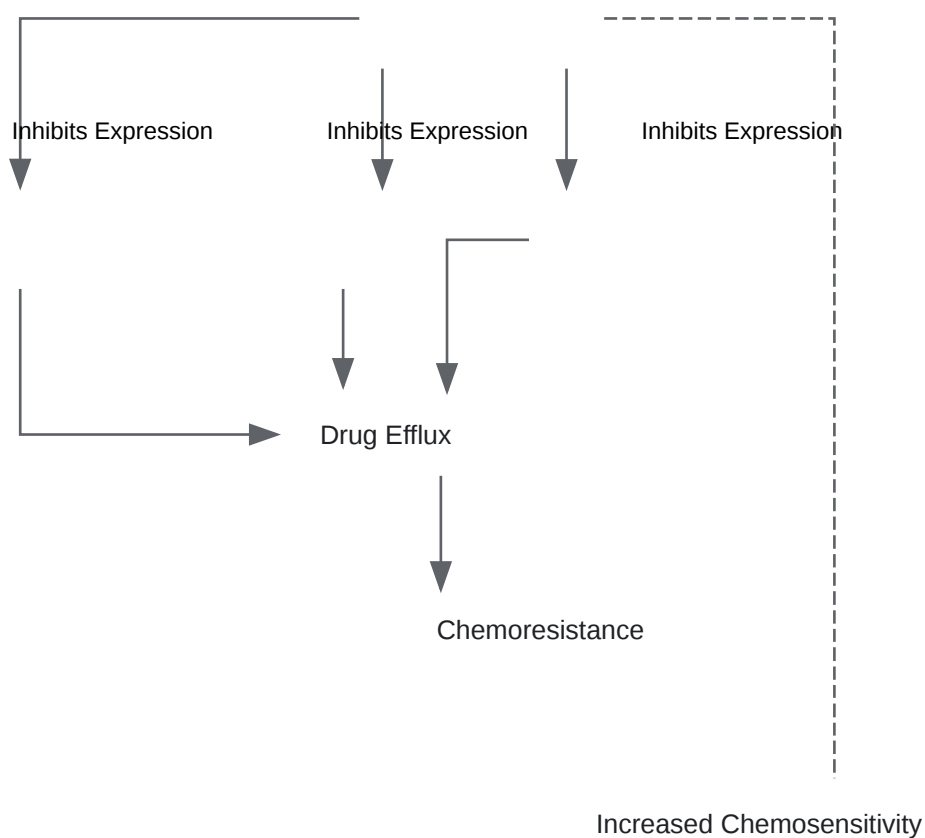 Inhibits Expression
Inhibits Expression
Inhibits Expression
Drug Efflux
Chemoresistance
Increased Chemosensitivity